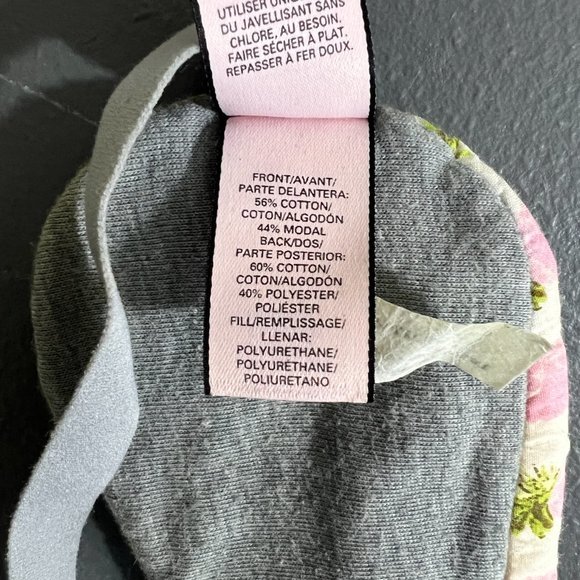 UTILISER UNIQ
DU JAVELLISANT SANS
CHLORE, AU BESOIN.
FAIRE SÉCHER À PLAT.
REPASSER À FER DOUX.
FRONT/AVANT/
PARTE DELANTERA:
56% COTTON/
COTON/ALGODÓN
44% MODAL
BACK/DOS/
PARTE POSTERIOR:
60% COTTON/
COTON/ALGODÓN
40% POLYESTER/
POLIÉSTER
FILL/REMPLISSAGE/
LLENAR:
POLYURETHANE/
POLYURÉTHANE/
POLIURETANO